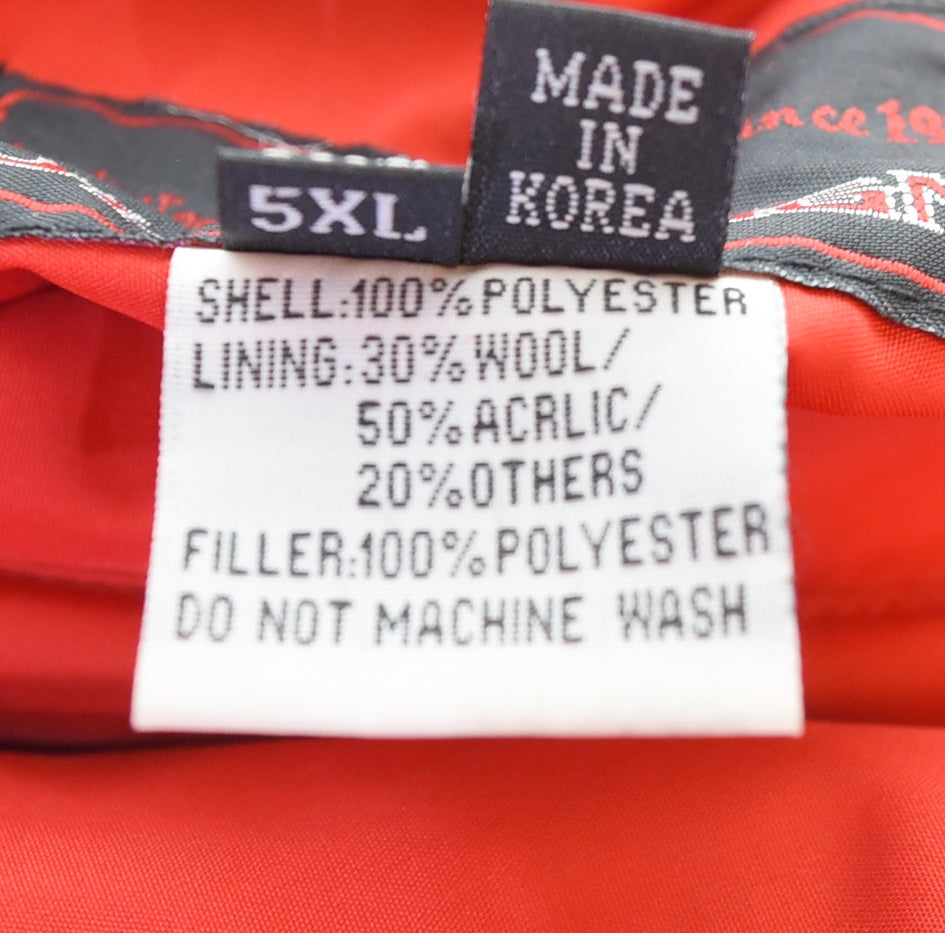 MADE
IN
KOREA
5XL
SHELL:100% POLYESTER
LINING:30% WOOL/
50% ACRLIC/
20% OTHERS
FILLER:100% POLYESTER
DO NOT MACHINE WASH